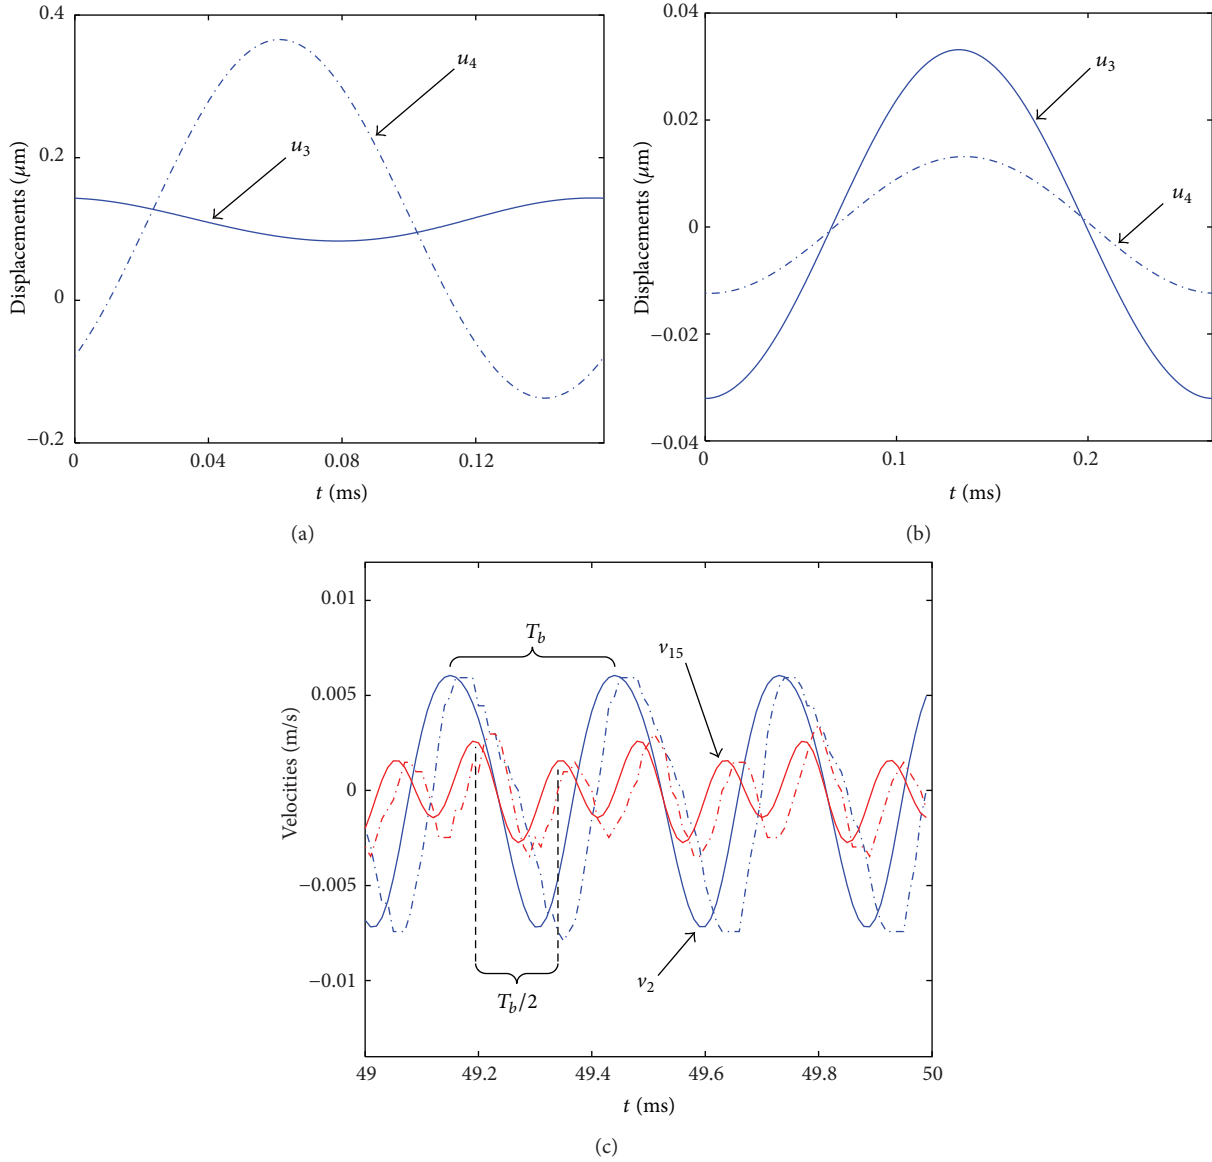 0.4
0.2
0
−0.2
Displacements (μm)
u4
u3
0
0.04
0.08
0.12
t (ms)
(a)
0.04
0.02
0
−0.02
−0.04
Displacements (μm)
u3
u4
0
0.1
0.2
t (ms)
(b)
0.01
0.005
0
−0.005
−0.01
Velocities (m/s)
Tb
v15
v2
Tb/2
49
49.2
49.4
49.6
49.8
50
t (ms)
(c)